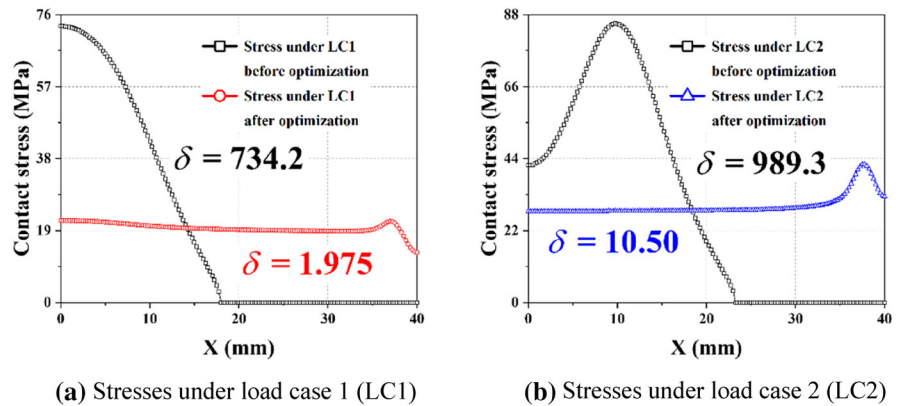 76
57
38
19
0
Contact stress (MPa)
Stress under LC1
before optimization
Stress under LC1
after optimization
δ = 734.2
δ = 1.975
0
10
20
30
40
X (mm)
(a) Stresses under load case 1 (LC1)
88
66
44
22
0
Contact stress (MPa)
Stress under LC2
before optimization
Stress under LC2
after optimization
δ = 989.3
δ = 10.50
0
10
20
30
40
X (mm)
(b) Stresses under load case 2 (LC2)